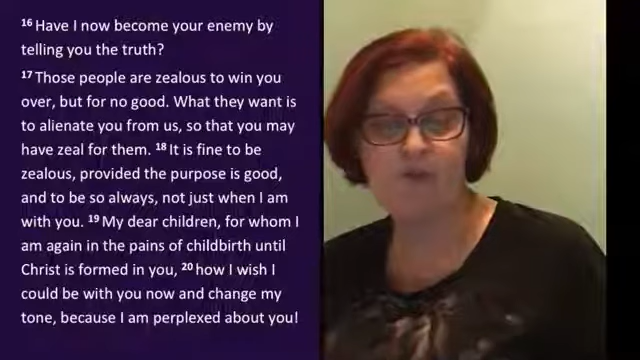 16 Have I now become your enemy by
telling you the truth?
17 Those people are zealous to win you
over, but for no good. What they want is
to alienate you from us, so that you may
have zeal for them. 18 It is fine to be
zealous, provided the purpose is good,
and to be so always, not just when I am
with you. 19 My dear children, for whom I
am again in the pains of childbirth until
Christ is formed in you, 20 how I wish I
could be with you now and change my
tone, because I am perplexed about you!